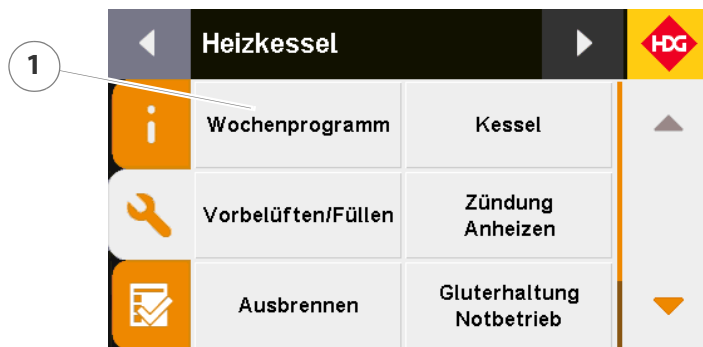 Heizkessel
HDG
1
Wochenprogramm
Kessel
Vorbelüften/Füllen
Zündung
Anheizen
Ausbrennen
Gluterhaltung
Notbetrieb